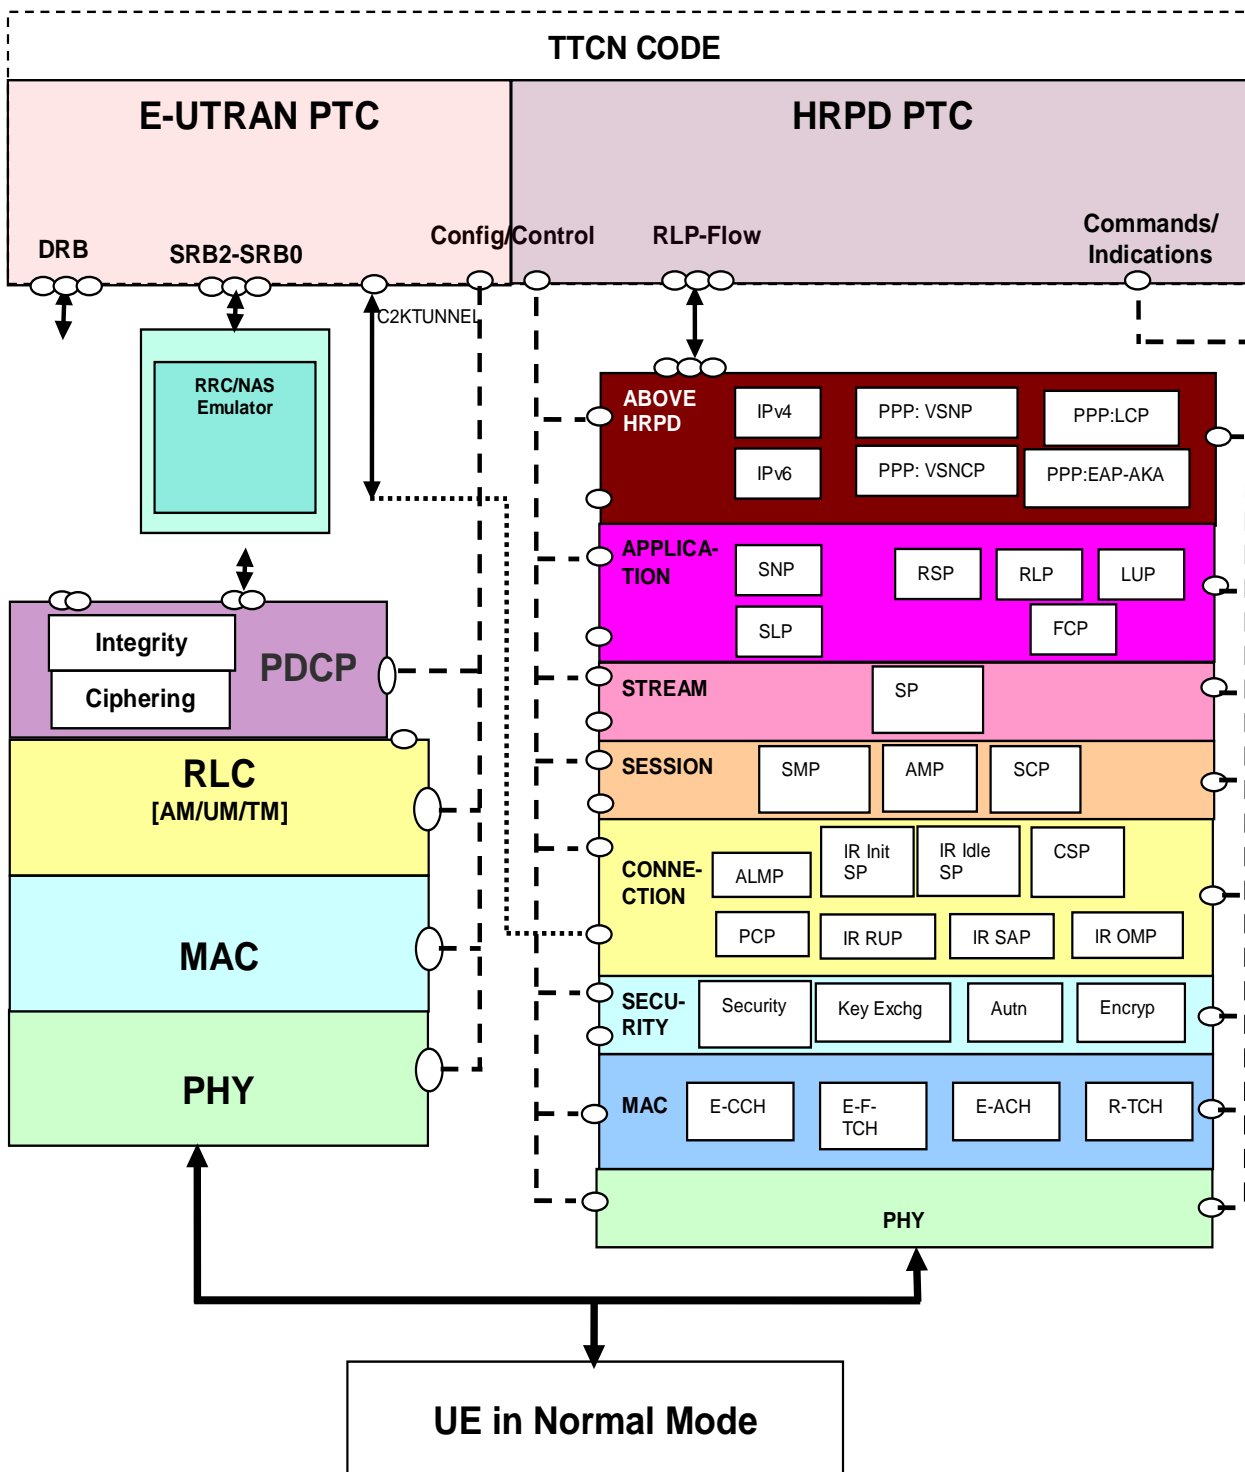 TTCN CODE
E-UTRAN PTC
HRPD PTC
DRB
SRB2-SRB0
Config/Control
RLP-Flow
Commands/
Indications
C2KTUNNEL
RRC/NAS
Emulator
Integrity
Ciphering
PDCP
RLC
[AM/UM/TM]
MAC
PHY
ABOVE
HRPD
IPv4
PPP: VSNP
PPP:LCP
IPv6
PPP: VSNCP
PPP:EAP-AKA
APPLICA-
TION
SNP
RSP
RLP
LUP
SLP
FCP
STREAM
SP
SESSION
SMP
AMP
SCP
CONNE-
CTION
ALMP
IR Init
SP
IR Idle
SP
CSP
PCP
IR RUP
IR SAP
IR OMP
SECU-
RITY
Security
Key Exchg
Autn
Encryp
MAC
E-CCH
E-F-
TCH
E-ACH
R-TCH
PHY
UE in Normal Mode